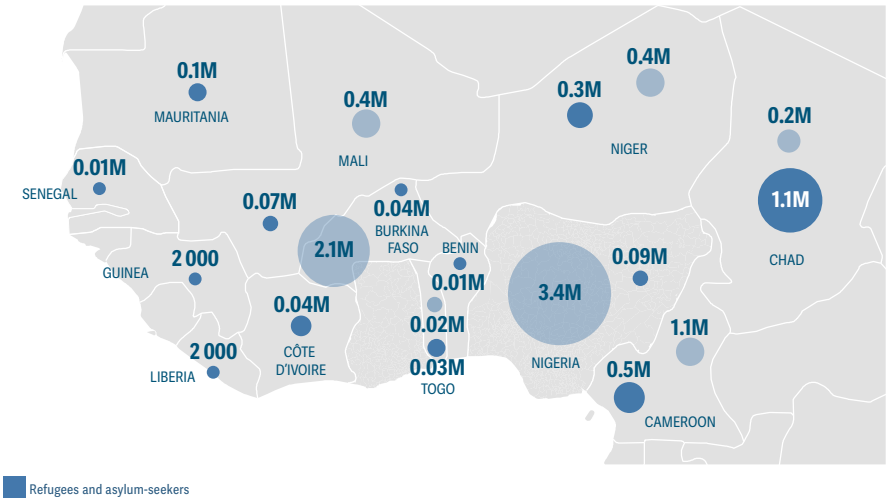 0.1M
MAURITANIA
0.4M
MALI
0.3M
0.4M
NIGER
0.2M
1.1M
CHAD
0.01M
SENEGAL
0.07M
2.1M
0.04M
BURKINA
FASO
BENIN
0.01M
GUINEA
2 000
0.04M
CÔTE
D'IVOIRE
2 000
LIBERIA
0.02M
0.03M
TOGO
3.4M
NIGERIA
0.09M
1.1M
0.5M
CAMEROON
Refugees and asylum-seekers